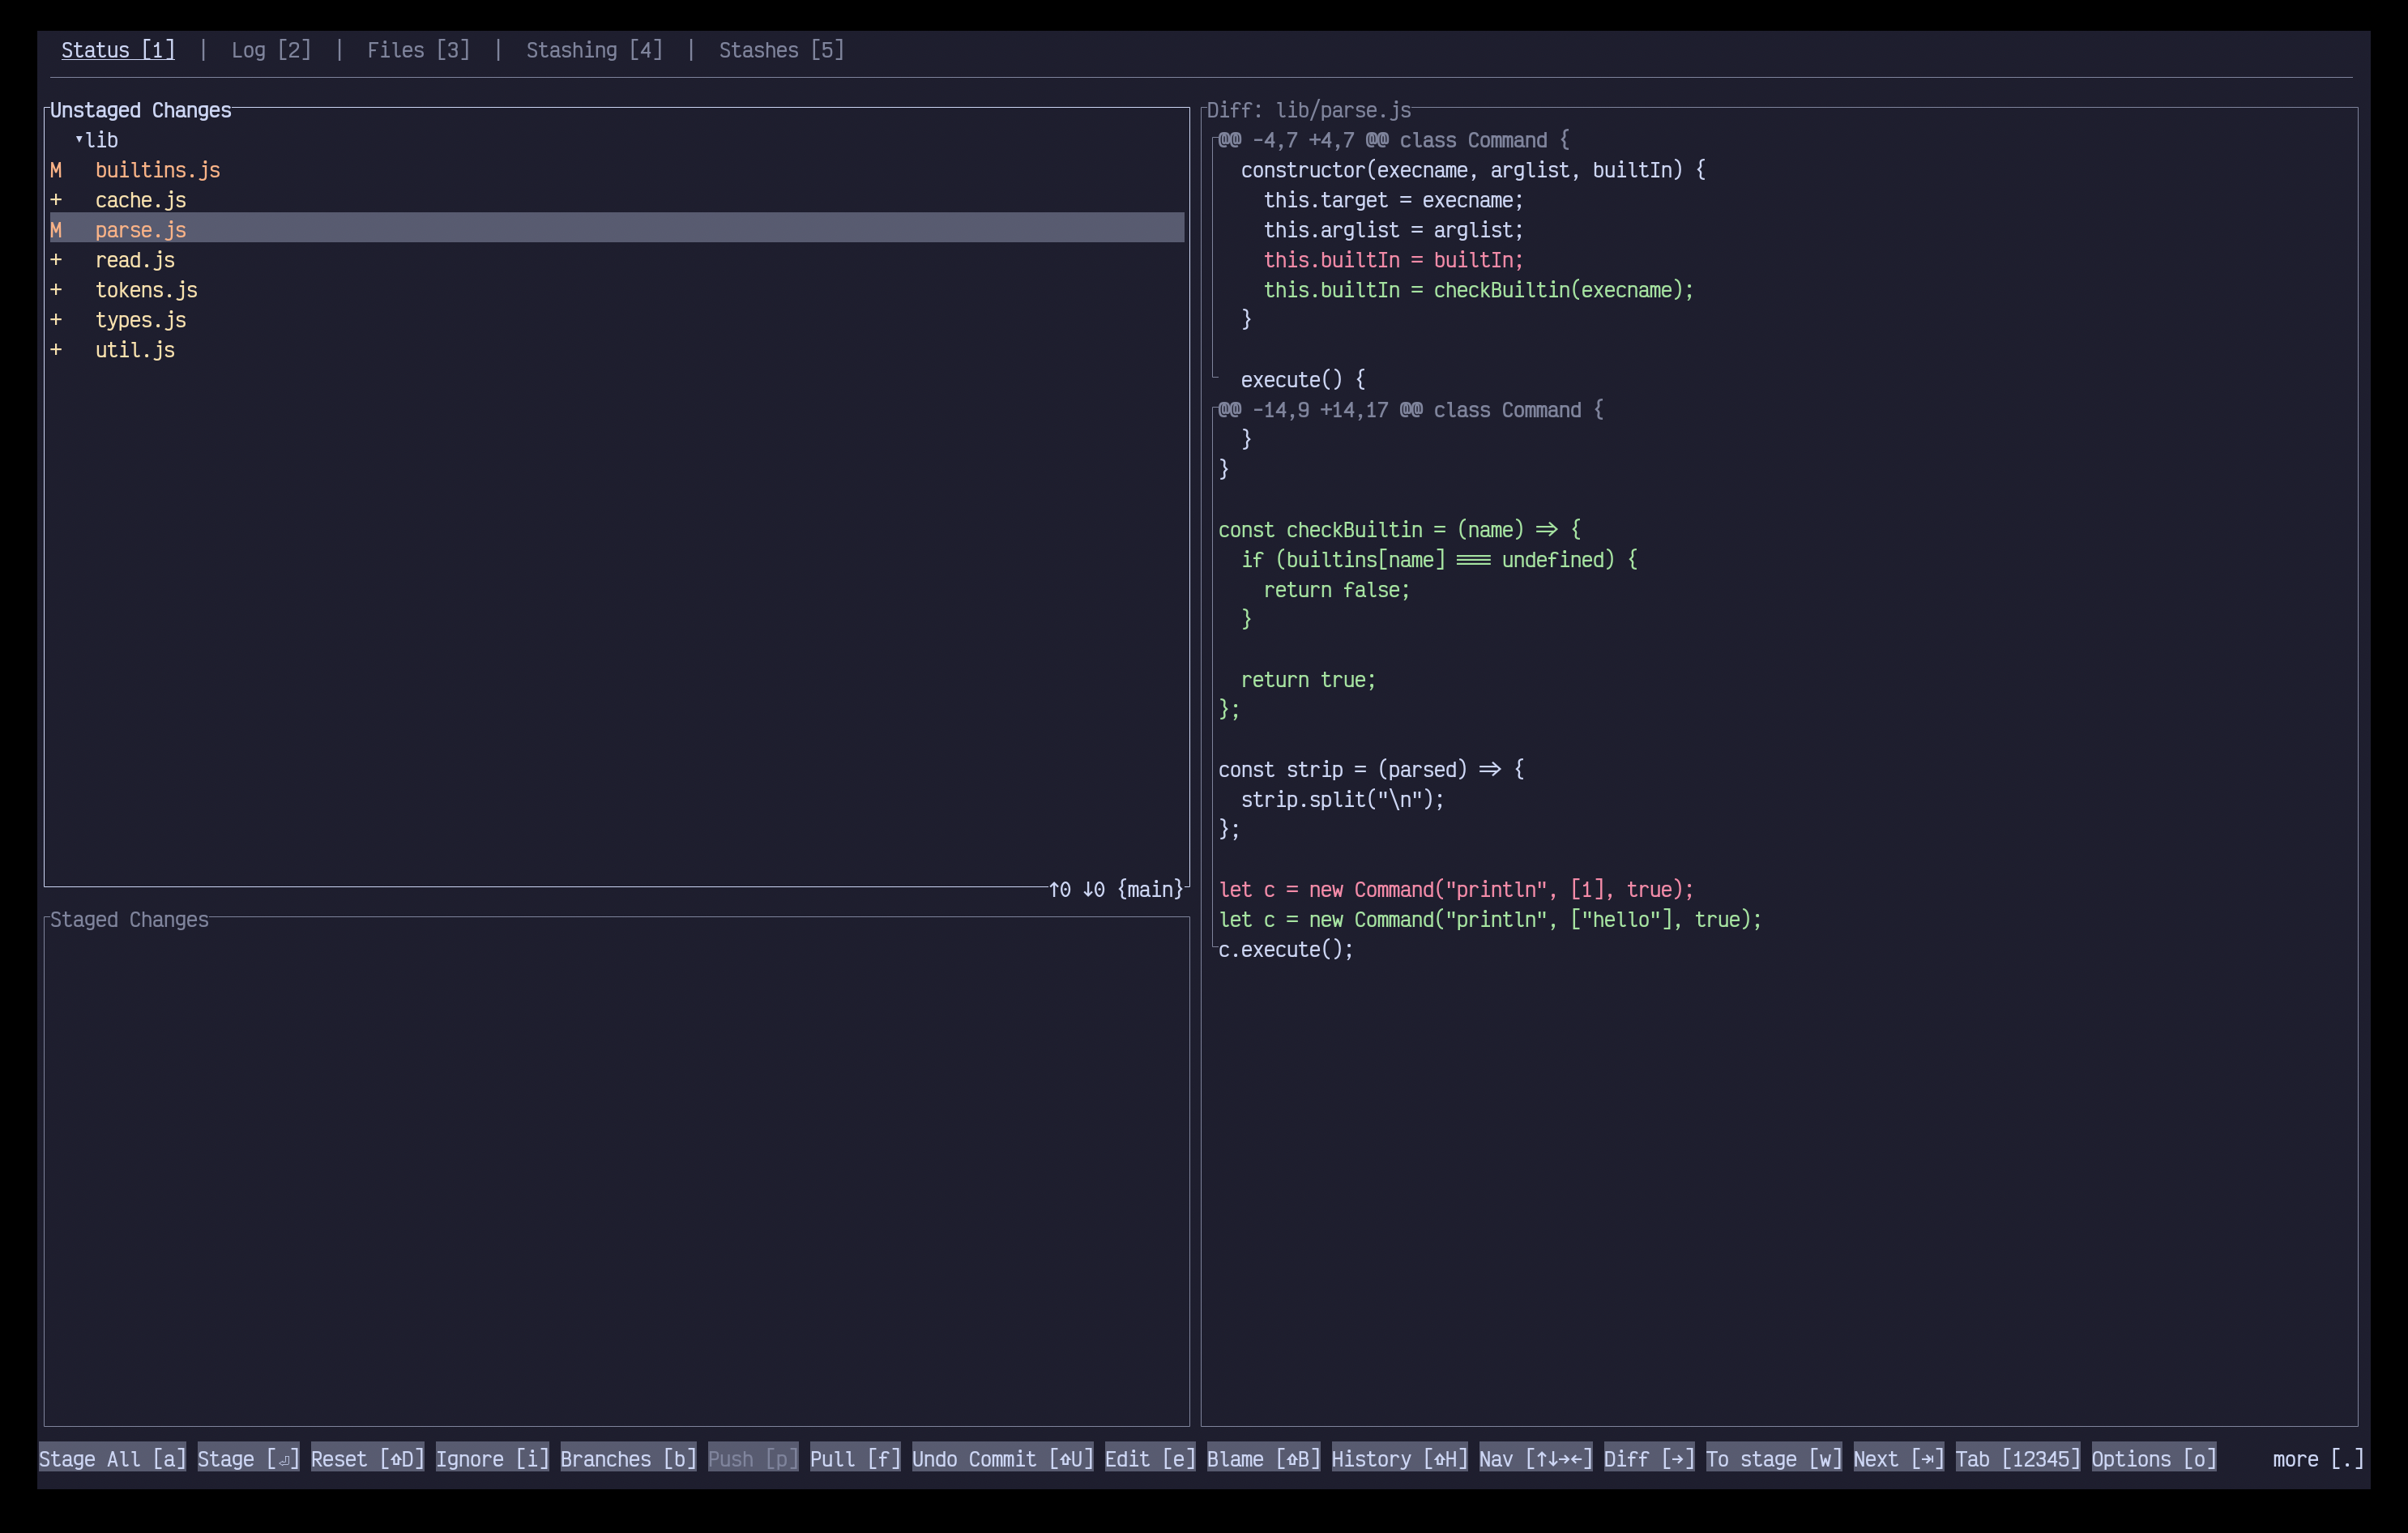 Status [1] | Log [2] | Files [3] | Stashing [4] | Stashes [5]
Unstaged Changes
▾lib
M builtins.js
+ cache.js
M parse.js
+ read.js
+ tokens.js
+ types.js
+ util.js
↑0 ↓0 {main}
Staged Changes
Diff: lib/parse.js
@@ -4,7 +4,7 @@ class Command {
  constructor(execname, arglist, builtIn) {
    this.target = execname;
    this.arglist = arglist;
    this.builtIn = builtIn;
    this.builtIn = checkBuiltin(execname);
  }
  execute() {
@@ -14,9 +14,17 @@ class Command {
  }
}
const checkBuiltin = (name) => {
  if (builtins[name] === undefined) {
    return false;
  }
  return true;
};
const strip = (parsed) => {
  strip.split("\n");
};
let c = new Command("println", [1], true);
let c = new Command("println", ["hello"], true);
c.execute();
Stage All [a] Stage [⏎] Reset [⇧D] Ignore [i] Branches [b] Push [p] Pull [f] Undo Commit [⇧U] Edit [e] Blame [⇧B] History [⇧H] Nav [↑↓→←] Diff [→] To stage [w] Next [⇥] Tab [12345] Options [o] more [.]